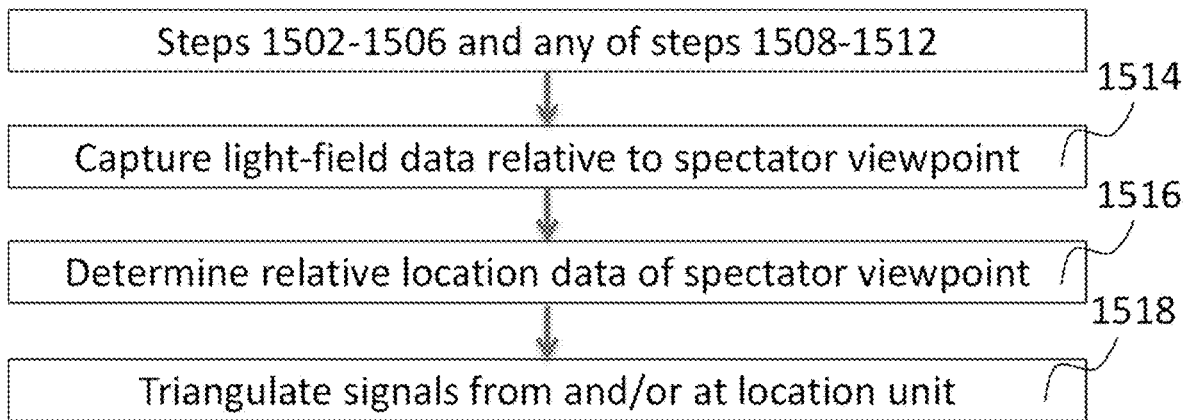 Steps 1502-1506 and any of steps 1508-1512
1514
Capture light-field data relative to spectator viewpoint
1516
Determine relative location data of spectator viewpoint
1518
Triangulate signals from and/or at location unit